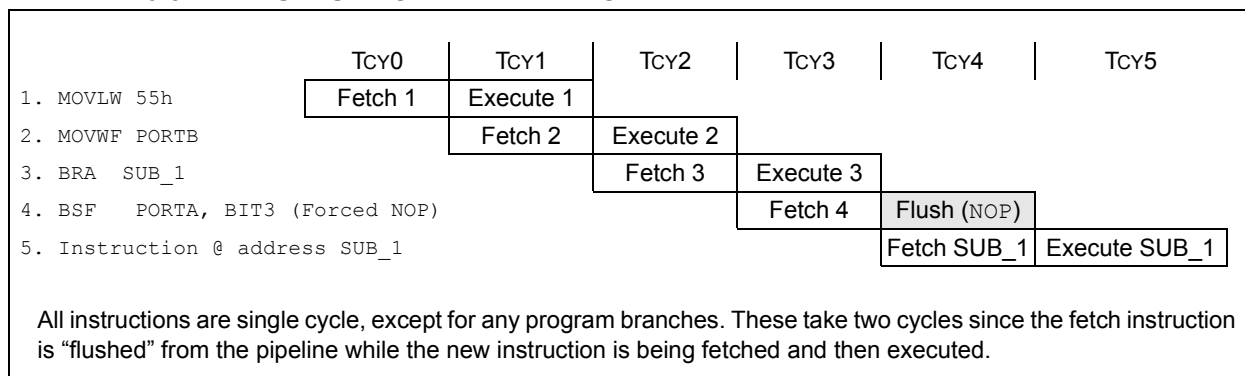 TCY0 TCY1 TCY2 TCY3 TCY4 TCY5
1. MOVLW 55h Fetch 1 Execute 1
2. MOVWF PORTB Fetch 2 Execute 2
3. BRA SUB_1 Fetch 3 Execute 3
4. BSF PORTA, BIT3 (Forced NOP) Fetch 4 Flush (NOP)
5. Instruction @ address SUB_1 Fetch SUB_1 Execute SUB_1
All instructions are single cycle, except for any program branches. These take two cycles since the fetch instruction
is “flushed” from the pipeline while the new instruction is being fetched and then executed.